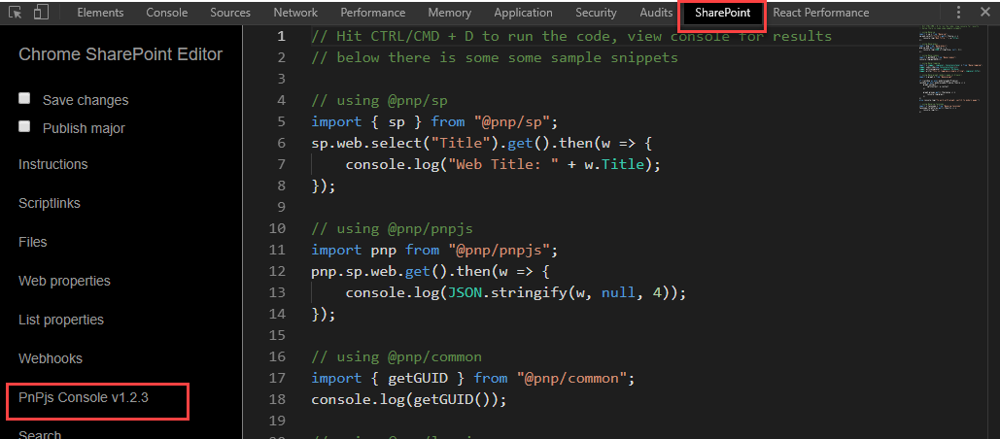 Elements Console Sources Network Performance Memory Application Security Audits SharePoint React Performance
Chrome SharePoint Editor
Save changes
Publish major
Instructions
Scriptlinks
Files
Web properties
List properties
Webhooks
PnPjs Console v1.2.3
Search
1 // Hit CTRL/CMD + D to run the code, view console for results
2 // below there is some some sample snippets
3
4 // using @pnp/sp
5 import { sp } from "@pnp/sp";
6 sp.web.select("Title").get().then(w => {
7     console.log("Web Title: " + w.Title);
8 });
9
10 // using @pnp/pnpjs
11 import pnp from "@pnp/pnpjs";
12 pnp.sp.web.get().then(w => {
13     console.log(JSON.stringify(w, null, 4));
14 });
15
16 // using @pnp/common
17 import { getGUID } from "@pnp/common";
18 console.log(getGUID());
19